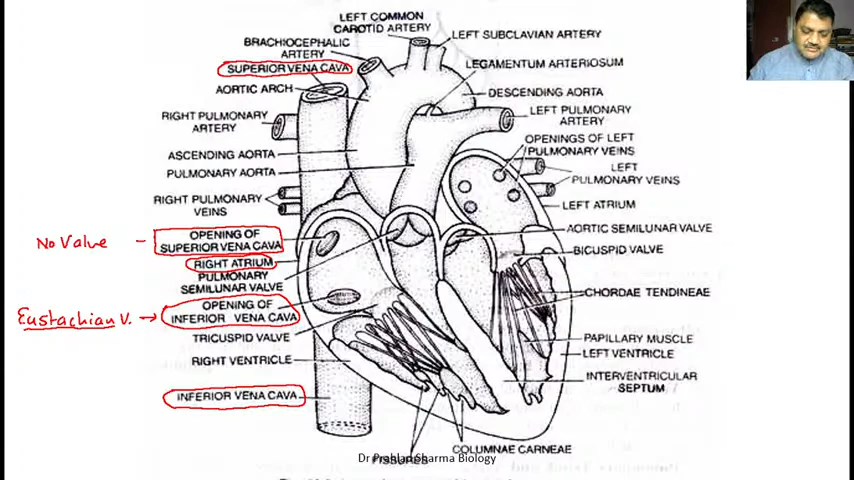 LEFT COMMON
CAROTID ARTERY
LEFT SUBCLAVIAN ARTERY
BRACHIOCEPHALIC
ARTERY
SUPERIOR VENA CAVA
LEGAMENTUM ARTERIOSUM
AORTIC ARCH
DESCENDING AORTA
RIGHT PULMONARY
ARTERY
LEFT PULMONARY
ARTERY
OPENINGS OF LEFT
PULMONARY VEINS
ASCENDING AORTA
PULMONARY AORTA
LEFT
PULMONARY VEINS
RIGHT PULMONARY
VEINS
LEFT ATRIUM
No Valve -
OPENING OF
SUPERIOR VENA CAVA
AORTIC SEMILUNAR VALVE
BICUSPID VALVE
RIGHT ATRIUM
PULMONARY
SEMILUNAR VALVE
CHORDAE TENDINEAE
Eustachian V. →
OPENING OF
INFERIOR VENA CAVA
TRICUSPID VALVE
PAPILLARY MUSCLE
LEFT VENTRICLE
RIGHT VENTRICLE
INTERVENTRICULAR
SEPTUM
INFERIOR VENA CAVA
COLUMNAE CARNEAE
Dr Prahlad Sharma Biology